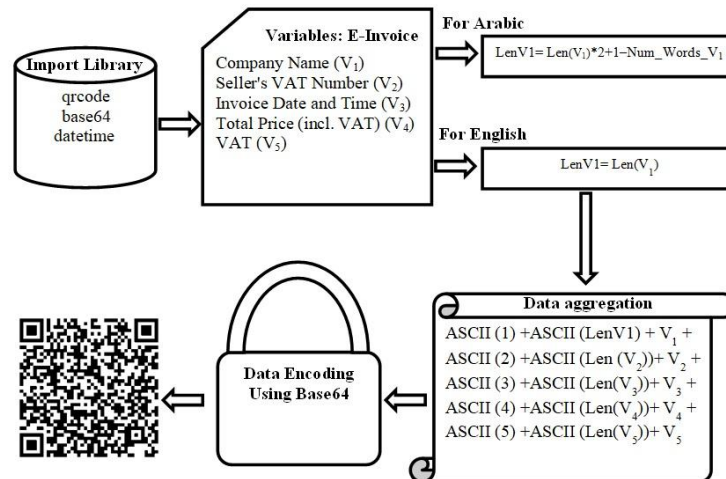 Import Library
qrcode
base64
datetime
Variables: E-Invoice
Company Name (V₁)
Seller's VAT Number (V₂)
Invoice Date and Time (V₃)
Total Price (incl. VAT) (V₄)
VAT (V₅)
For Arabic
LenV1= Len(V₁)*2+1–Num_Words_V₁
For English
LenV1= Len(V₁)
Data aggregation
ASCII (1) +ASCII (LenV1) + V₁ +
ASCII (2) +ASCII (Len (V₂))+ V₂ +
ASCII (3) +ASCII (Len(V₃))+ V₃ +
ASCII (4) +ASCII (Len(V₄))+ V₄ +
ASCII (5) +ASCII (Len(V₅))+ V₅
Data Encoding
Using Base64